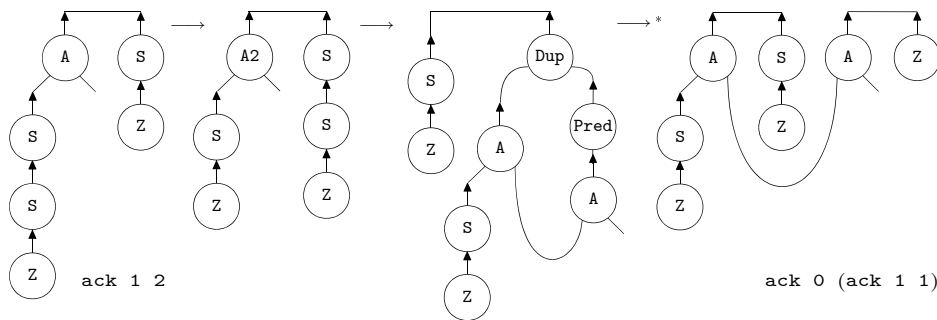 A S ⟶ A2 S ⟶ S Dup ⟶* A S A Z
Z S Z Pred S Z
S S S A
S Z Z A Z
S
Z Z
ack 1 2 ack 0 (ack 1 1)